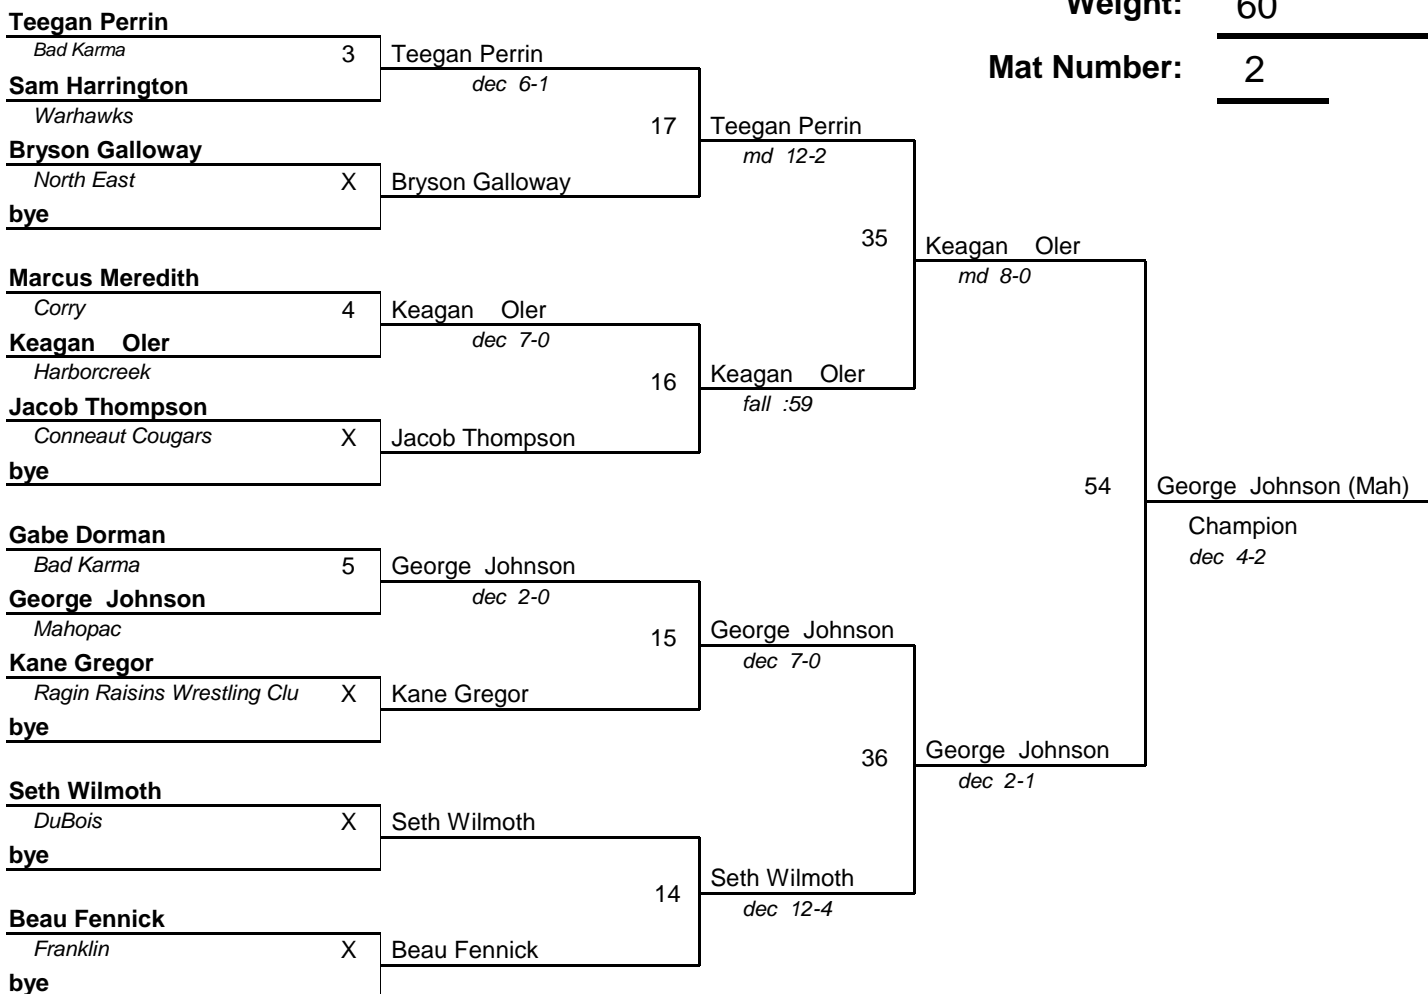 Weight: 60
Mat Number: 2
Teegan Perrin
Bad Karma 3
Sam Harrington
Warhawks
Bryson Galloway
North East X
bye
Marcus Meredith
Corry 4
Keagan Oler
Harborcreek
Jacob Thompson
Conneaut Cougars X
bye
Gabe Dorman
Bad Karma 5
George Johnson
Mahopac
Kane Gregor
Ragin Raisins Wrestling Clu X
bye
Seth Wilmoth
DuBois X
bye
Beau Fennick
Franklin X
bye
Teegan Perrin
dec 6-1
17
Bryson Galloway
Keagan Oler
dec 7-0
16
Jacob Thompson
George Johnson
dec 2-0
15
Kane Gregor
Seth Wilmoth
14
Beau Fennick
Teegan Perrin
md 12-2
35
Keagan Oler
fall :59
George Johnson
dec 7-0
36
Seth Wilmoth
dec 12-4
Keagan Oler
md 8-0
54
George Johnson
dec 2-1
George Johnson (Mah)
Champion
dec 4-2